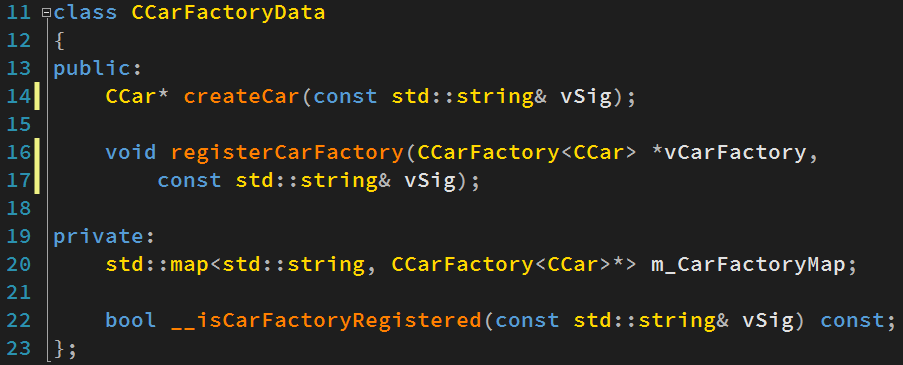 11 class CCarFactoryData
12 {
13 public:
14     CCar* createCar(const std::string& vSig);
15
16     void registerCarFactory(CCarFactory<CCar> *vCarFactory,
17         const std::string& vSig);
18
19 private:
20     std::map<std::string, CCarFactory<CCar>*> m_CarFactoryMap;
21
22     bool __isCarFactoryRegistered(const std::string& vSig) const;
23 };